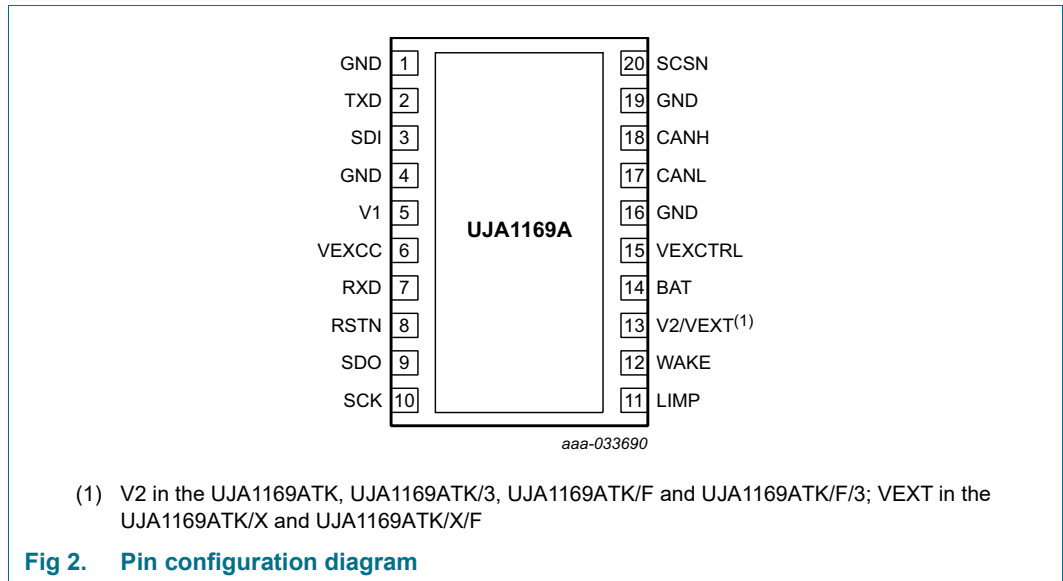 GND 1 20 SCSN
TXD 2 19 GND
SDI 3 18 CANH
GND 4 17 CANL
V1 5 16 GND
UJA1169A
VEXCC 6 15 VEXCTRL
RXD 7 14 BAT
RSTN 8 13 V2/VEXT(1)
SDO 9 12 WAKE
SCK 10 11 LIMP
aaa-033690
(1) V2 in the UJA1169ATK, UJA1169ATK/3, UJA1169ATK/F and UJA1169ATK/F/3; VEXT in the
UJA1169ATK/X and UJA1169ATK/X/F
Fig 2. Pin configuration diagram